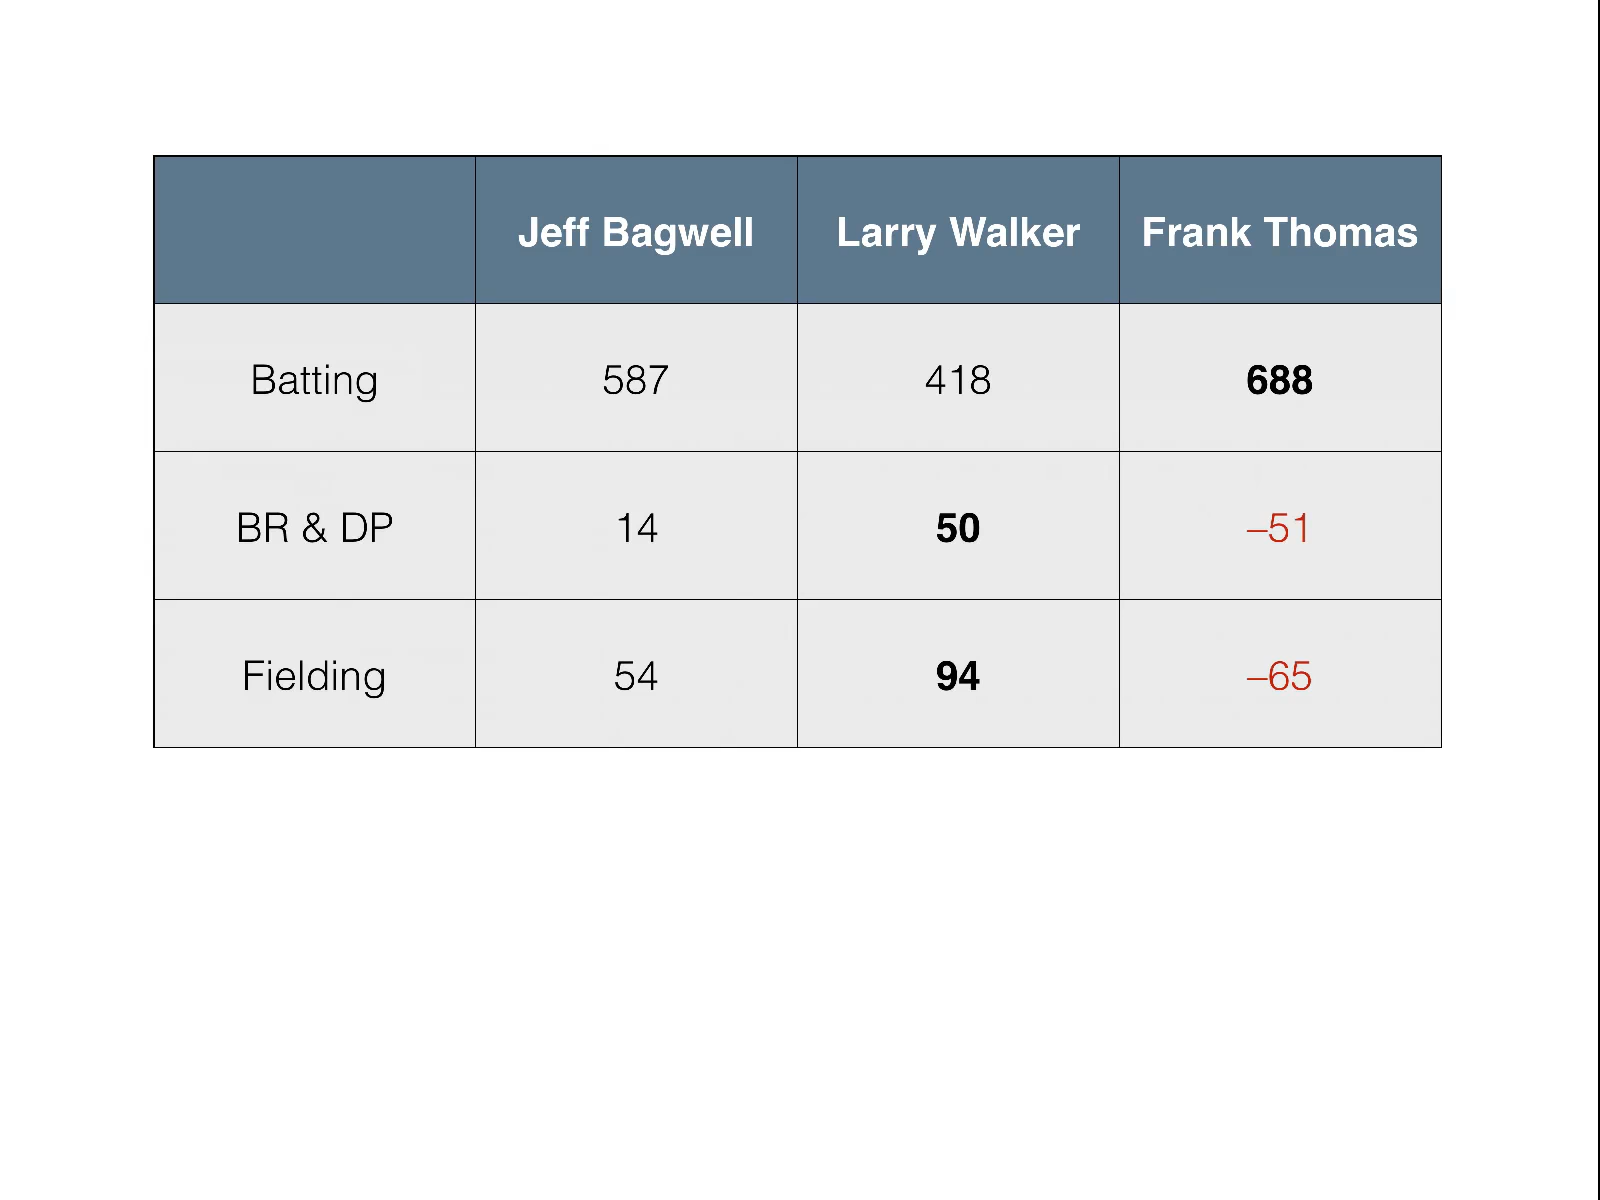 Jeff Bagwell Larry Walker Frank Thomas
Batting 587 418 688
BR & DP 14 50 –51
Fielding 54 94 –65